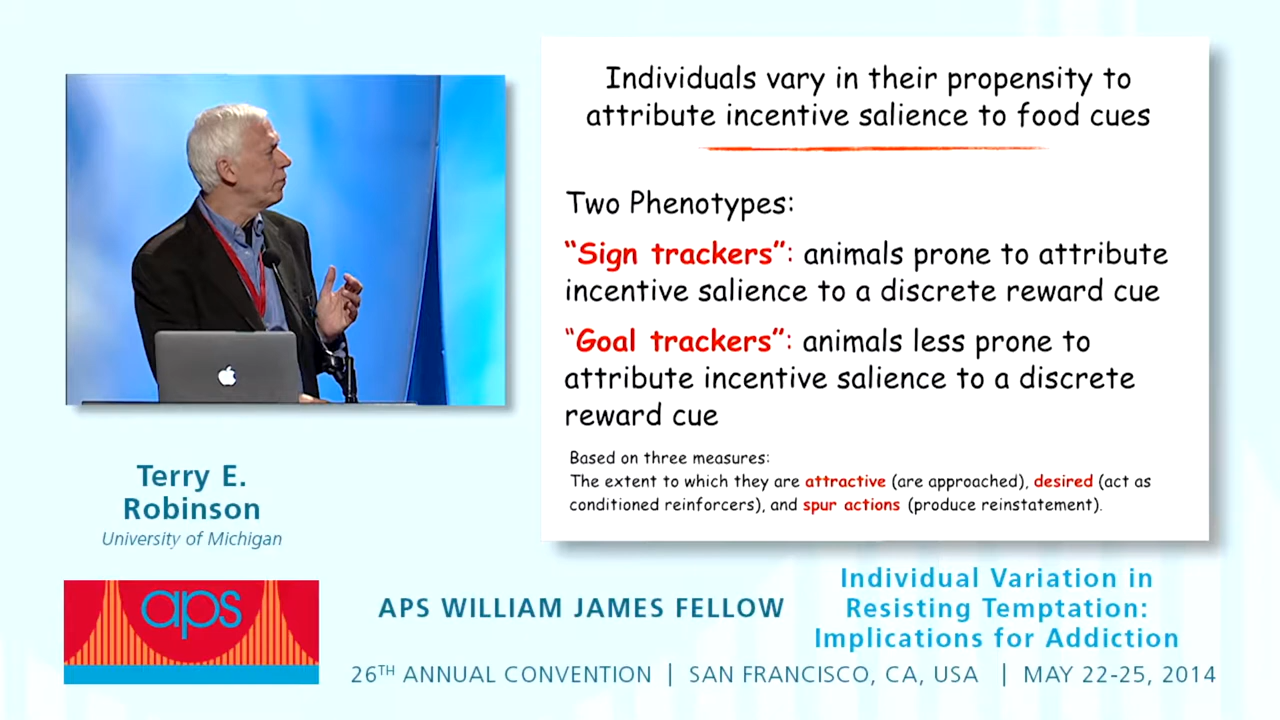 Individuals vary in their propensity to
attribute incentive salience to food cues
Two Phenotypes:
“Sign trackers”: animals prone to attribute
incentive salience to a discrete reward cue
“Goal trackers”: animals less prone to
attribute incentive salience to a discrete
reward cue
Based on three measures:
The extent to which they are attractive (are approached), desired (act as
conditioned reinforcers), and spur actions (produce reinstatement).
Terry E.
Robinson
University of Michigan
aps
APS WILLIAM JAMES FELLOW
Individual Variation in
Resisting Temptation:
Implications for Addiction
26TH ANNUAL CONVENTION | SAN FRANCISCO, CA, USA | MAY 22-25, 2014